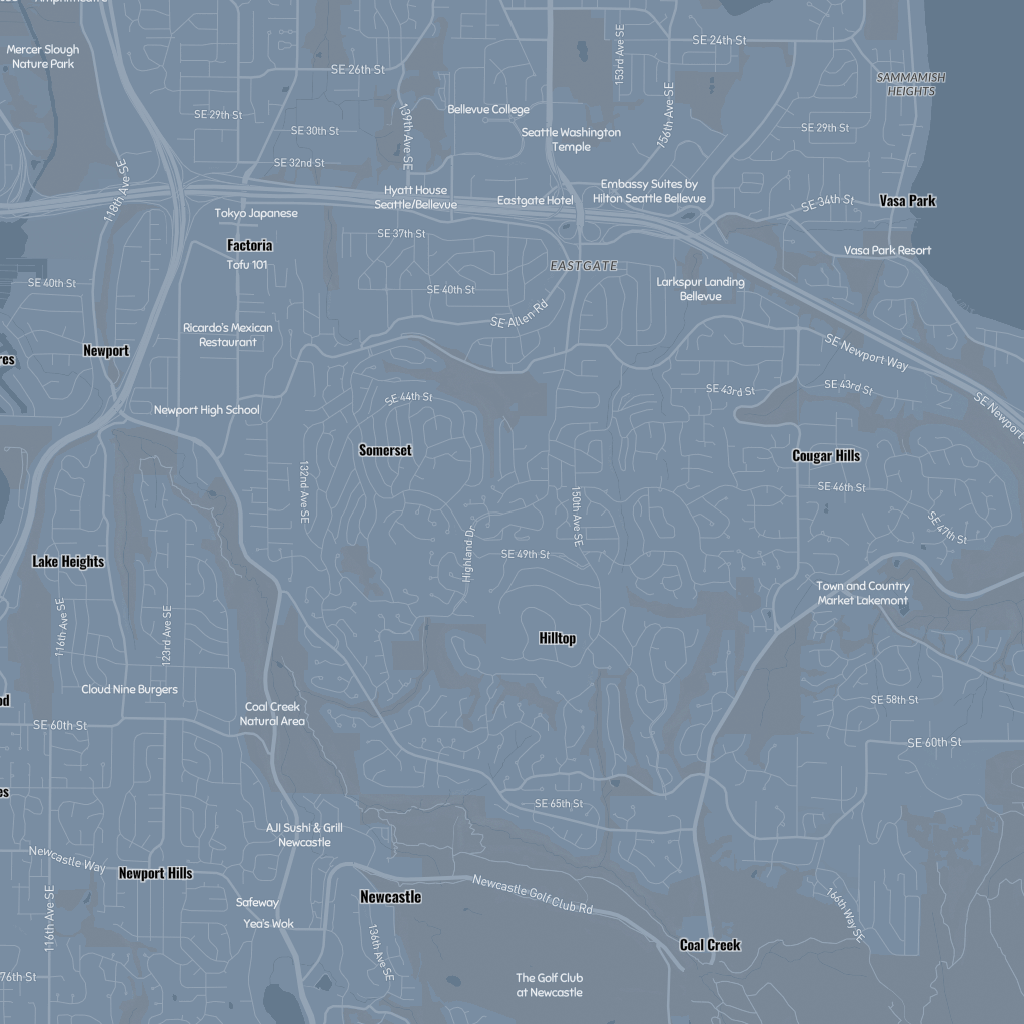 Amphitheatre
SE 24th St
153rd Ave SE
Mercer Slough
Nature Park
SE 26th St
SAMMAMISH
HEIGHTS
Bellevue College
SE 29th St
139th Ave SE
156th Ave SE
SE 30th St
Seattle Washington
Temple
SE 29th St
SE 32nd St
118th Ave SE
Hyatt House
Seattle/Bellevue
Eastgate Hotel
Embassy Suites by
Hilton Seattle Bellevue
SE 34th St
Vasa Park
Tokyo Japanese
Factoria
SE 37th St
Vasa Park Resort
Tofu 101
EASTGATE
SE 40th St
SE 40th St
Larkspur Landing
Bellevue
SE Allen Rd
Ricardo's Mexican
Restaurant
Newport
SE Newport Way
res
SE 44th St
SE 43rd St
SE 43rd St
SE Newport
Newport High School
Somerset
Cougar Hills
132nd Ave SE
150th Ave SE
SE 46th St
SE 47th St
Highland Dr
SE 49th St
Lake Heights
Town and Country
Market Lakemont
116th Ave SE
123rd Ave SE
Hilltop
Cloud Nine Burgers
SE 58th St
Coal Creek
Natural Area
SE 60th St
SE 60th St
es
SE 65th St
AJI Sushi & Grill
Newcastle
Newcastle Way
Newport Hills
Newcastle
Newcastle Golf Club Rd
Safeway
Yea's Wok
116th Ave SE
136th Ave SE
166th Way SE
Coal Creek
76th St
The Golf Club
at Newcastle